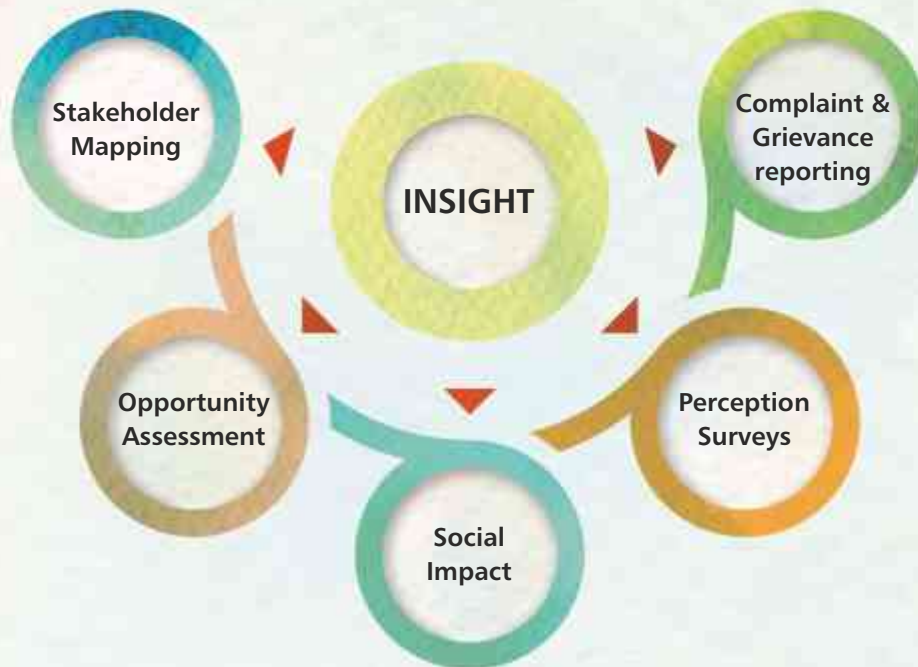 Stakeholder
Mapping
INSIGHT
Complaint &
Grievance
reporting
Opportunity
Assessment
Perception
Surveys
Social
Impact